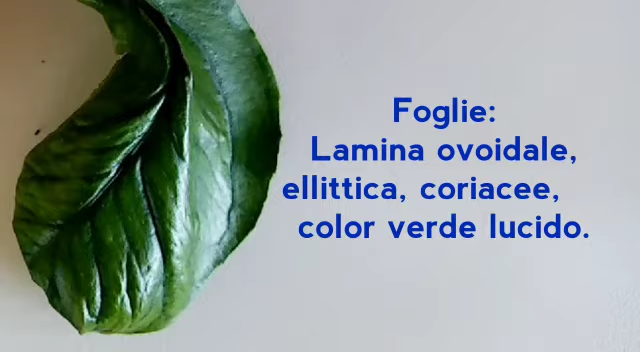 Foglie:
Lamina ovoidale,
ellittica, coriacee,
color verde lucido.